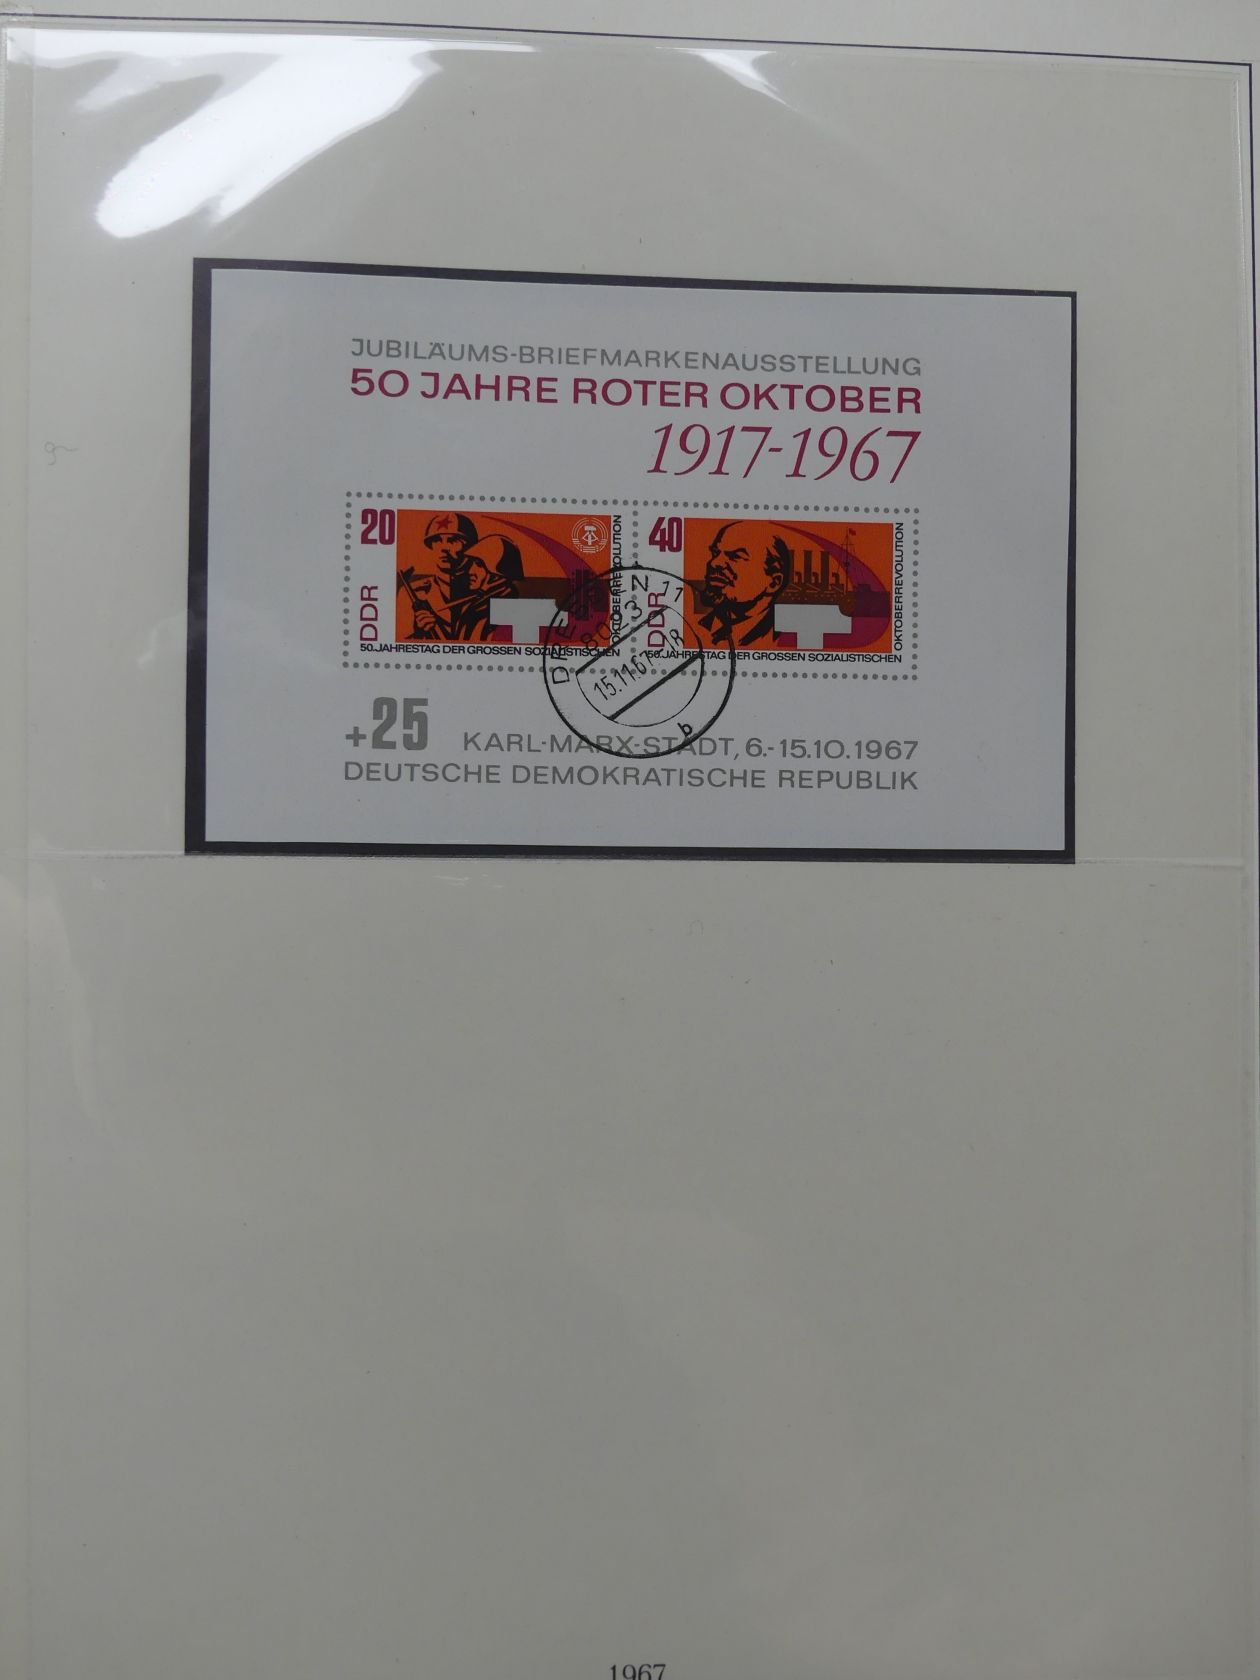 JUBILÄUMS-BRIEFMARKENAUSSTELLUNG
50 JAHRE ROTER OKTOBER
1917-1967
20
DDR
50. JAHRESTAG DER GROSSEN SOZIALISTISCHEN
OKTOBERREVOLUTION
40
DDR
50. JAHRESTAG DER GROSSEN SOZIALISTISCHEN
OKTOBERREVOLUTION
15.11.67
b
+25
KARL-MARX-STADT, 6.-15.10.1967
DEUTSCHE DEMOKRATISCHE REPUBLIK
1967